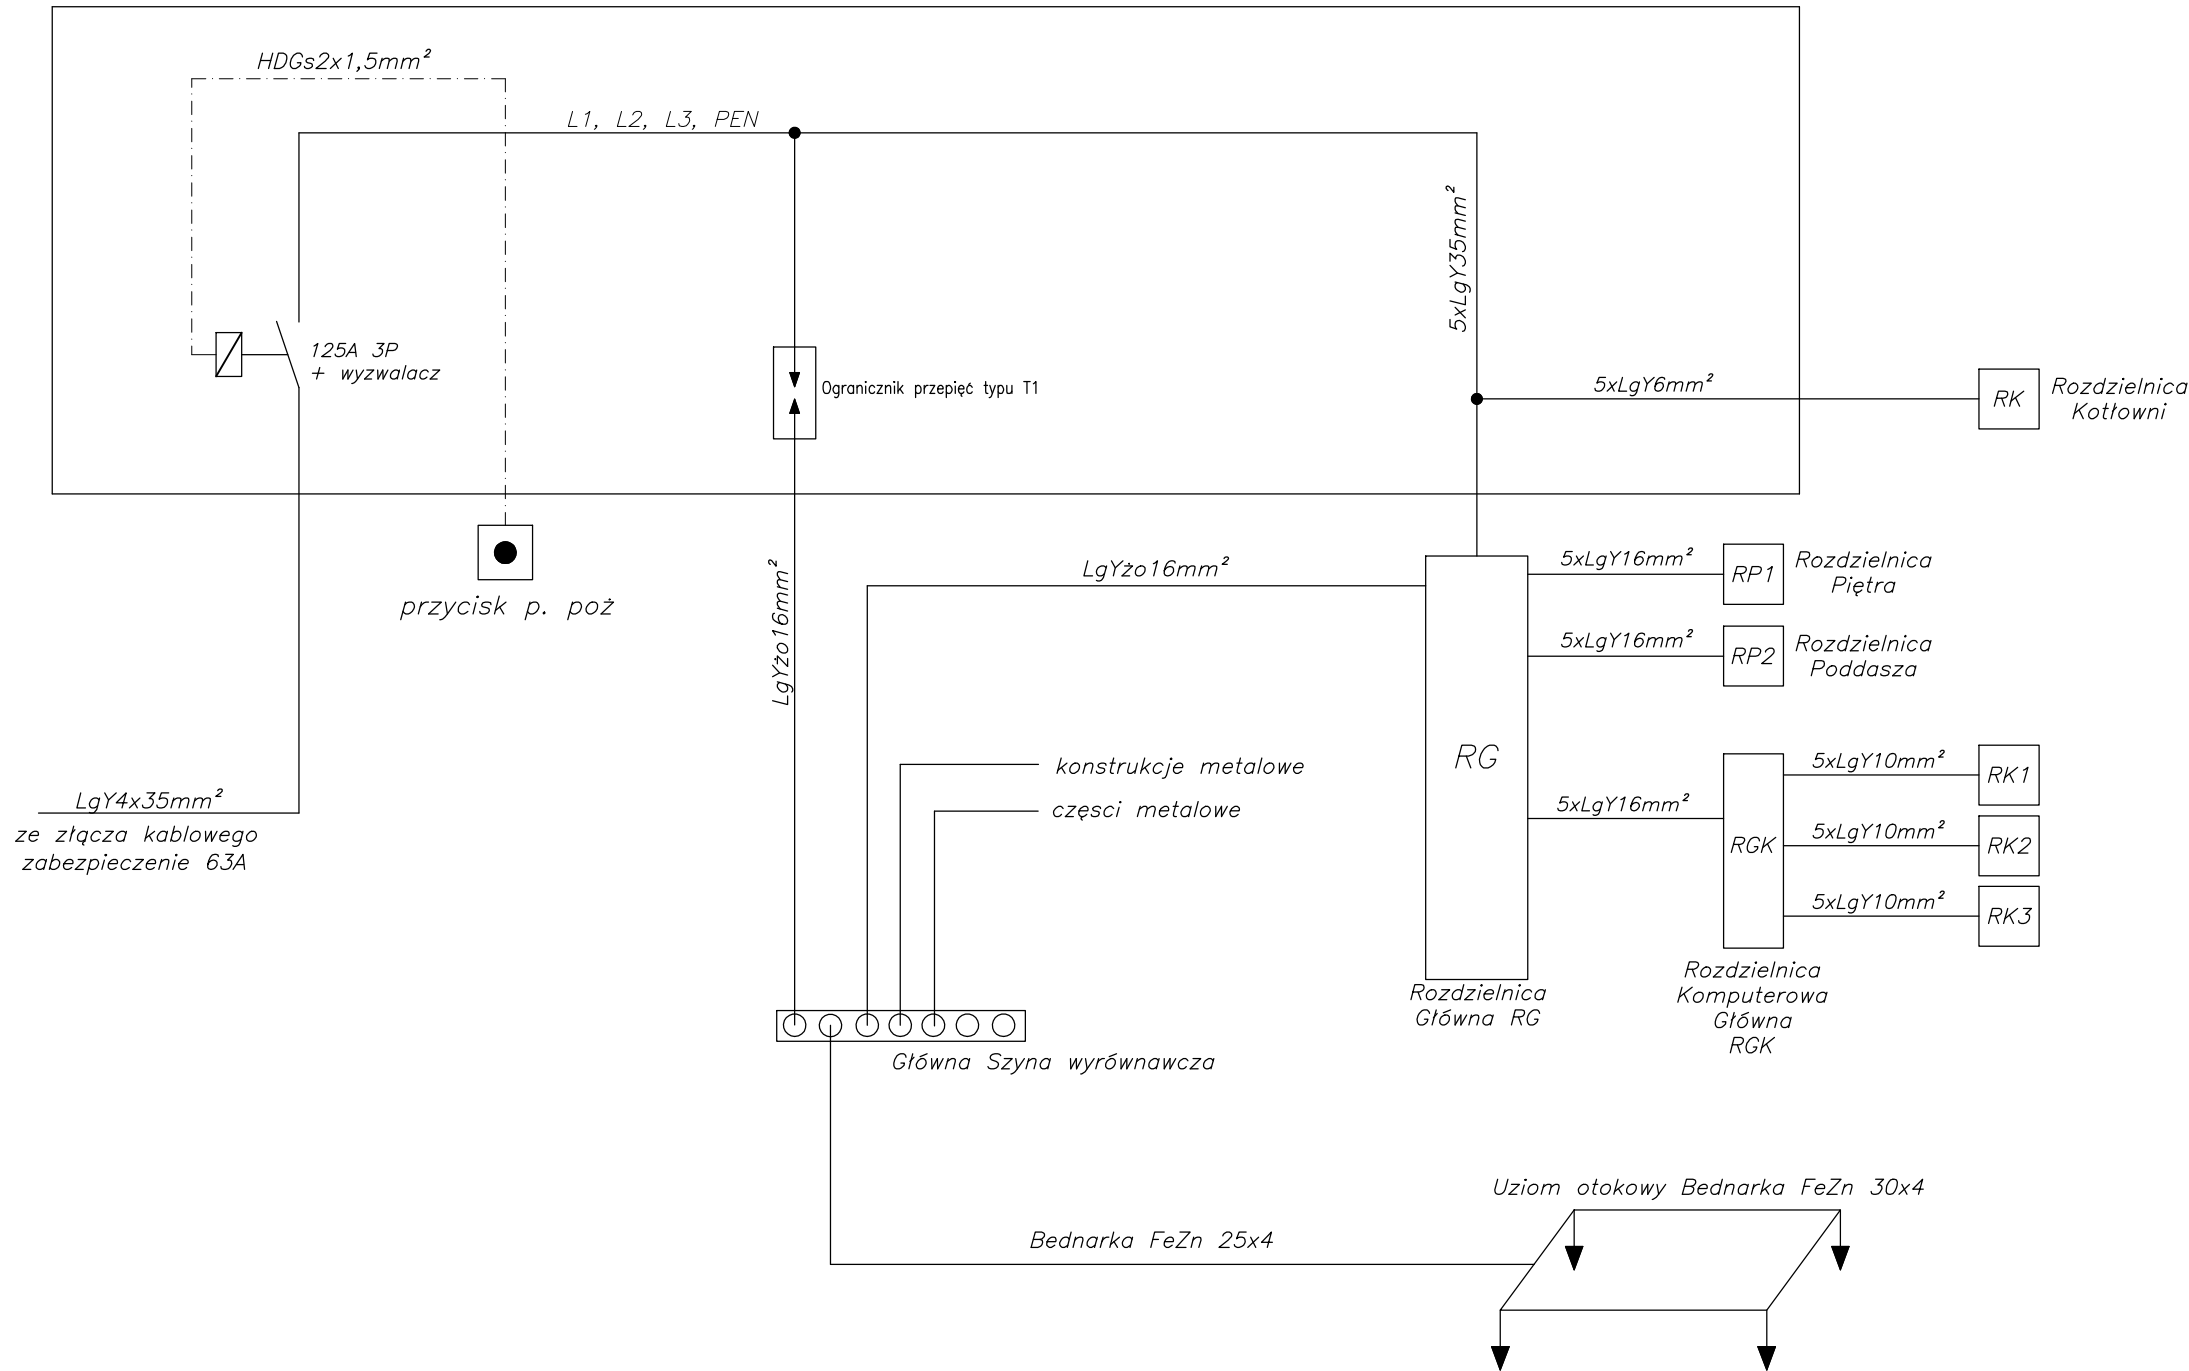 HDGs2x1,5mm²
L1, L2, L3, PEN
5xLgY35mm²
125A 3P
+ wyzwalacz
Ogranicznik przepięć typu T1
5xLgY6mm²
RK
Rozdzielnica
Kotłowni
przycisk p. poż
LgYżo16mm²
LgYżo16mm²
5xLgY16mm²
RP1
Rozdzielnica
Piętra
5xLgY16mm²
RP2
Rozdzielnica
Poddasza
RG
konstrukcje metalowe
częsci metalowe
LgY4x35mm²
ze złącza kablowego
zabezpieczenie 63A
5xLgY16mm²
RGK
5xLgY10mm²
RK1
5xLgY10mm²
RK2
5xLgY10mm²
RK3
Rozdzielnica
Główna RG
Rozdzielnica
Komputerowa
Główna
RGK
Główna Szyna wyrównawcza
Uziom otokowy Bednarka FeZn 30x4
Bednarka FeZn 25x4